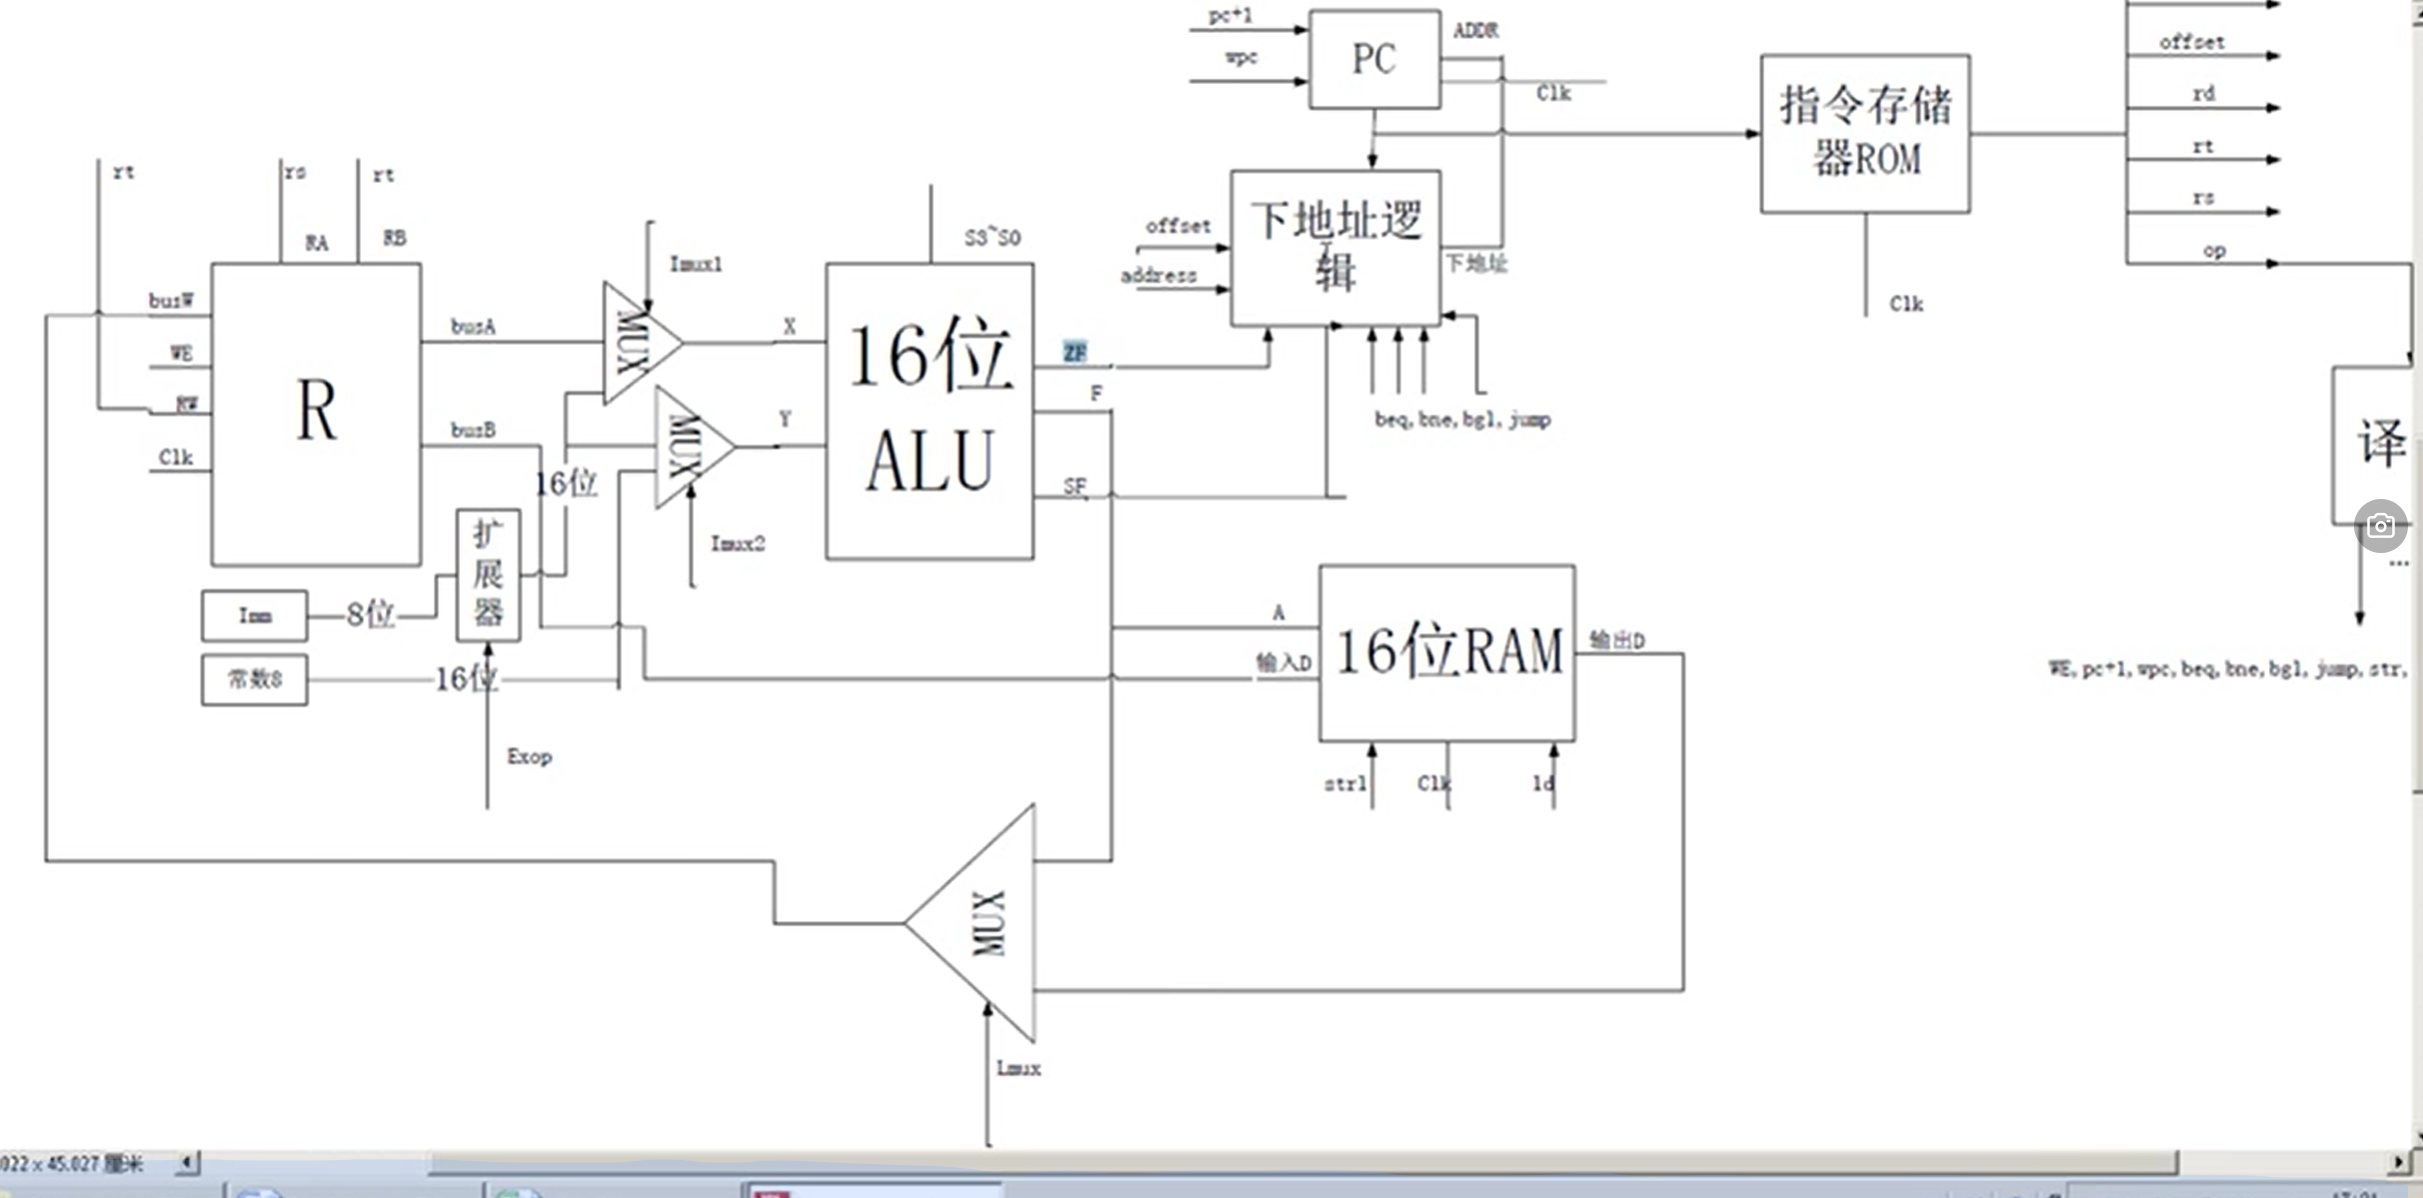 pc+1
wpc
PC
ADDR
Clk
指令存储
器ROM
Clk
offset
rd
rt
rs
op
译
...
WE,pc+1,wpc,beq,bne,bgl,jump,str,
offset
address
下地址逻
辑
下地址
beq,bne,bgl,jump
rt
rs
rt
RA
RB
busW
WE
RW
Clk
R
busA
busB
Imux1
MUX
X
MUX
Y
Imux2
S3~S0
16位
ALU
ZF
F
SF
16位
扩
展
器
Imm
8位
常数8
16位
Exop
A
输入D
16位RAM
输出D
strl
Clk
ld
MUX
Lmux
022 x 45.027 厘米